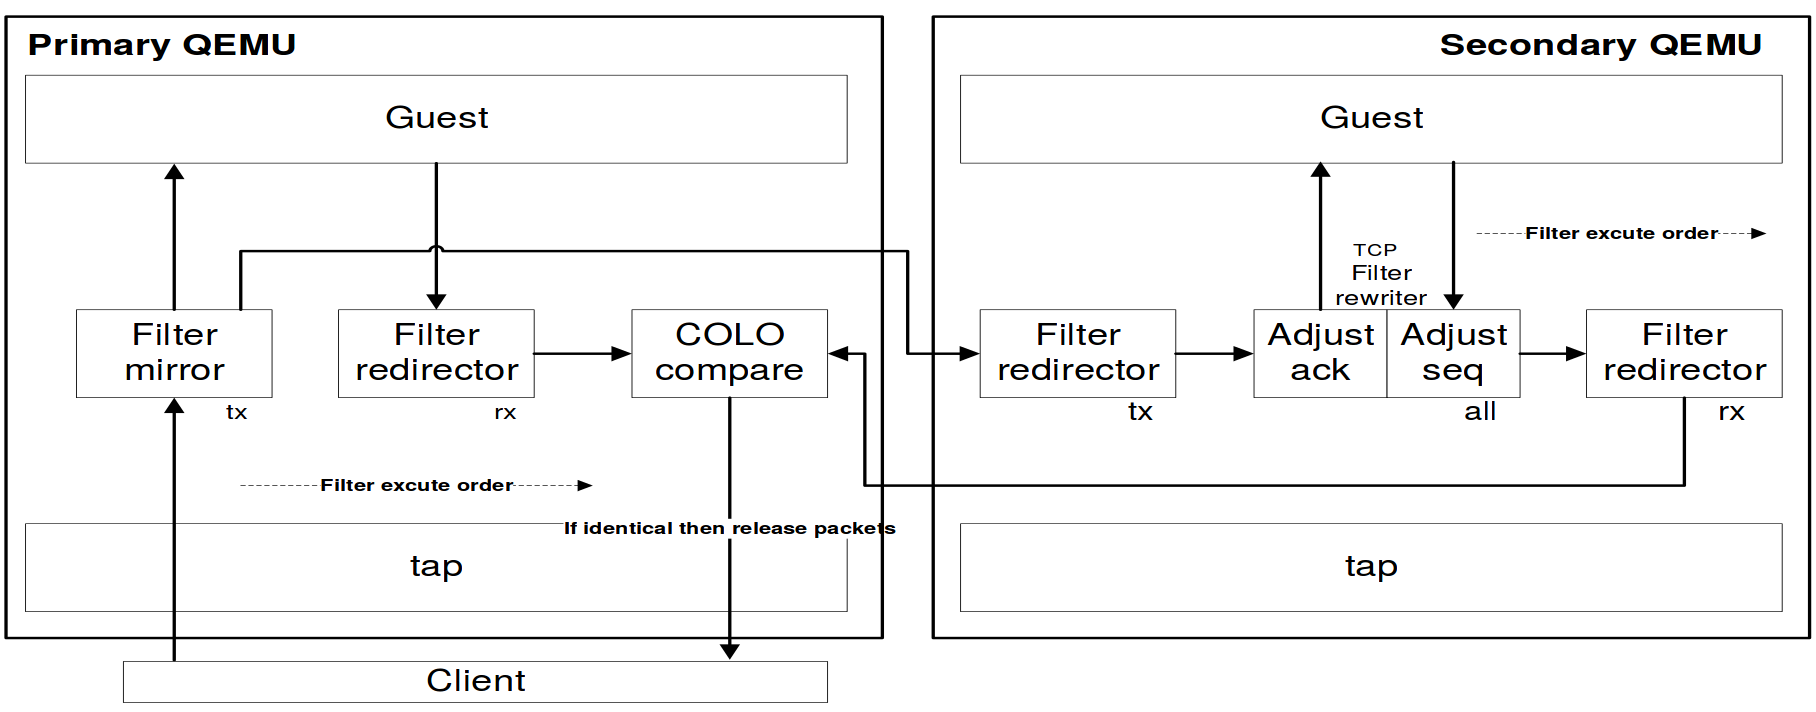 Primary QEMU
Guest
Filter
mirror
tx
Filter
redirector
rx
COLO
compare
Filter excute order
If identical then release packets
tap
Client
Secondary QEMU
Guest
Filter excute order
TCP
Filter
rewriter
Filter
redirector
tx
Adjust
ack
Adjust
seq
all
Filter
redirector
rx
tap